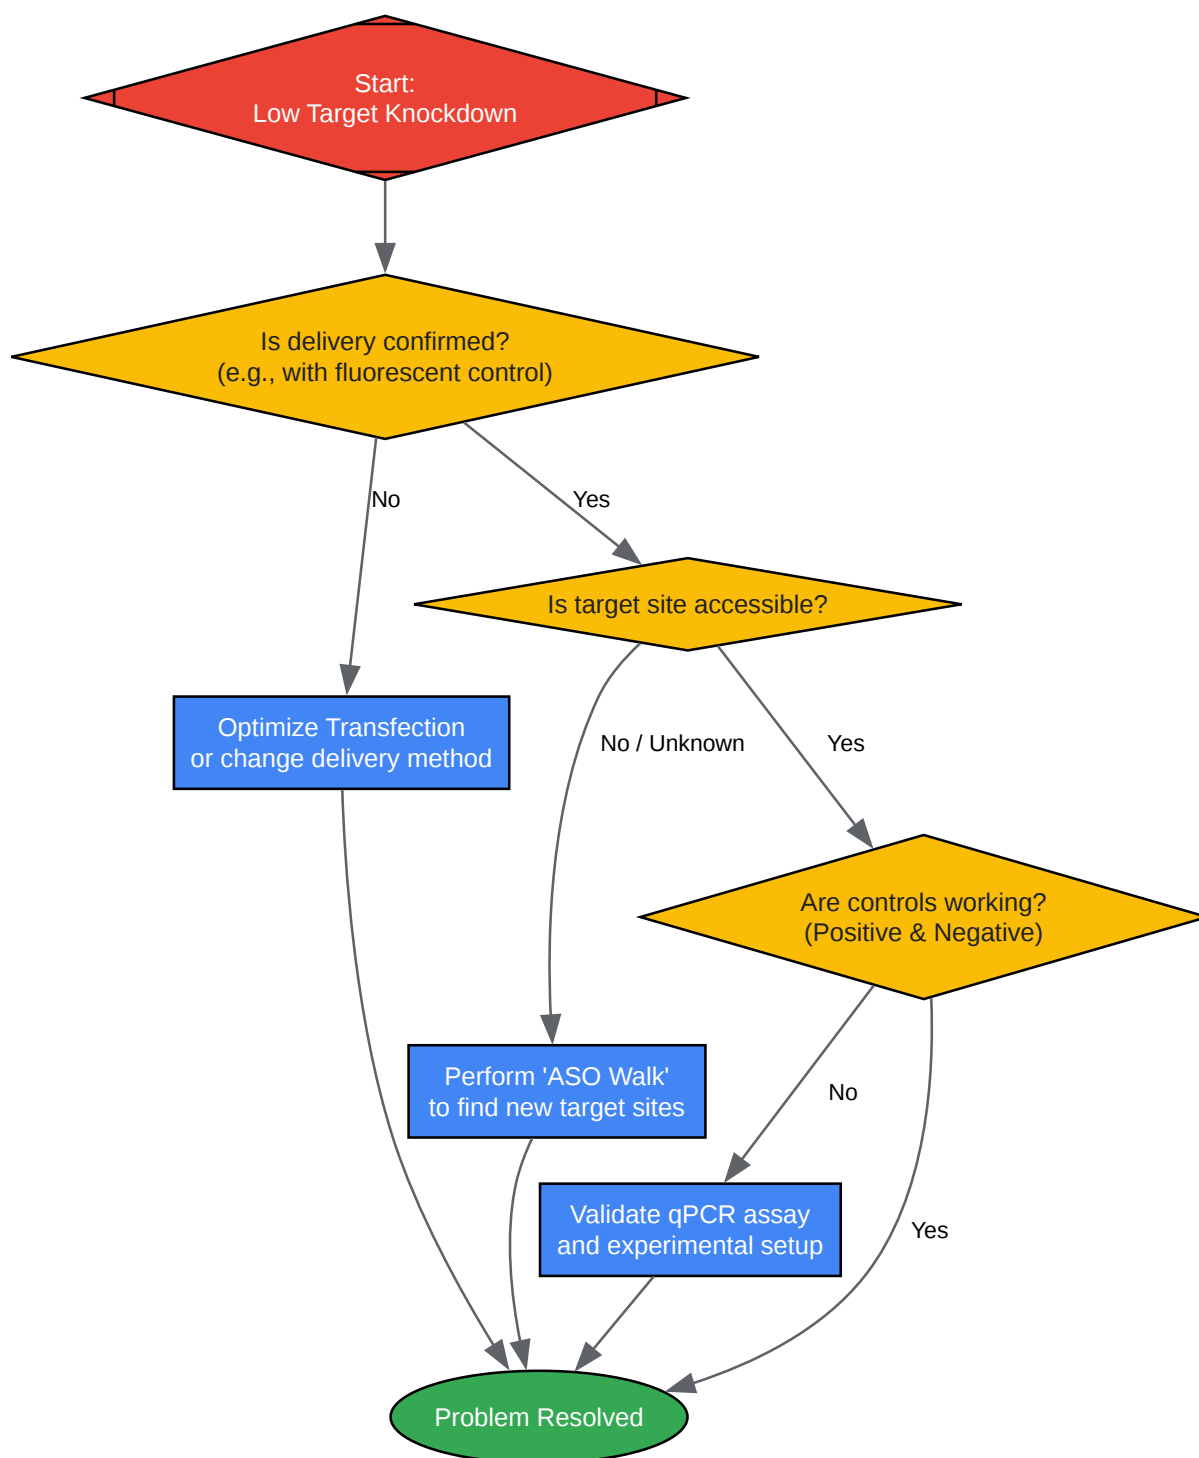 Start:
Low Target Knockdown
Is delivery confirmed?
(e.g., with fluorescent control)
No
Yes
Is target site accessible?
Optimize Transfection
or change delivery method
No / Unknown
Yes
Are controls working?
(Positive & Negative)
Perform 'ASO Walk'
to find new target sites
No
Validate qPCR assay
and experimental setup
Yes
Problem Resolved